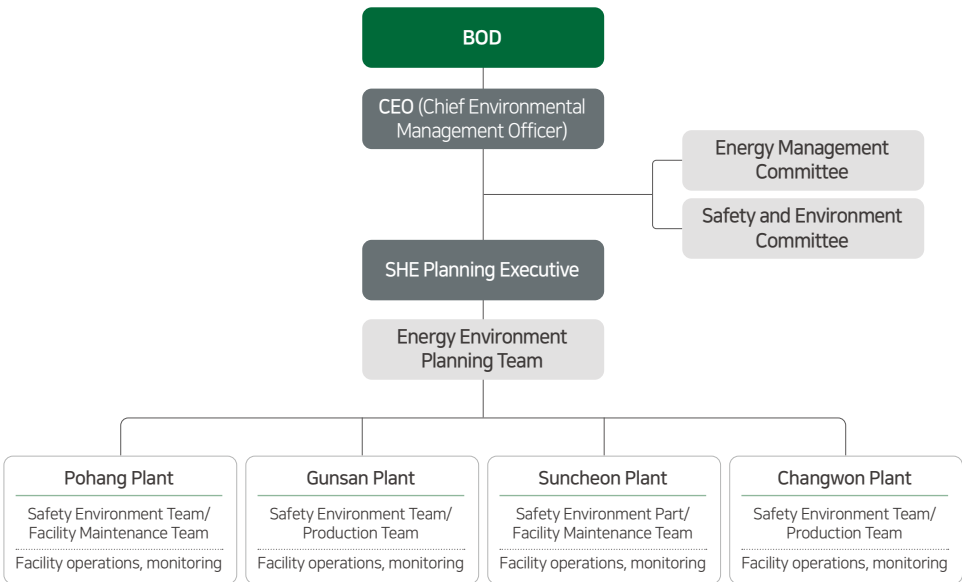 BOD
CEO (Chief Environmental
Management Officer)
Energy Management
Committee
Safety and Environment
Committee
SHE Planning Executive
Energy Environment
Planning Team
Pohang Plant
Safety Environment Team/
Facility Maintenance Team
Facility operations, monitoring
Gunsan Plant
Safety Environment Team/
Production Team
Facility operations, monitoring
Suncheon Plant
Safety Environment Part/
Facility Maintenance Team
Facility operations, monitoring
Changwon Plant
Safety Environment Team/
Production Team
Facility operations, monitoring